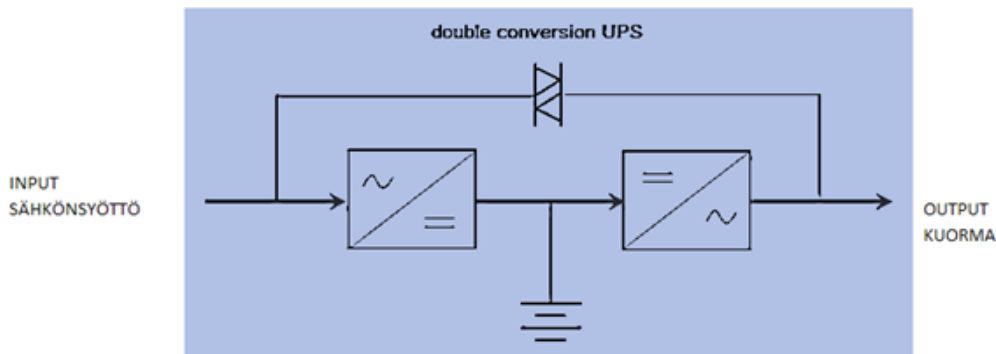 double conversion UPS
INPUT
SÄHKÖNSYÖTTÖ
OUTPUT
KUORMA